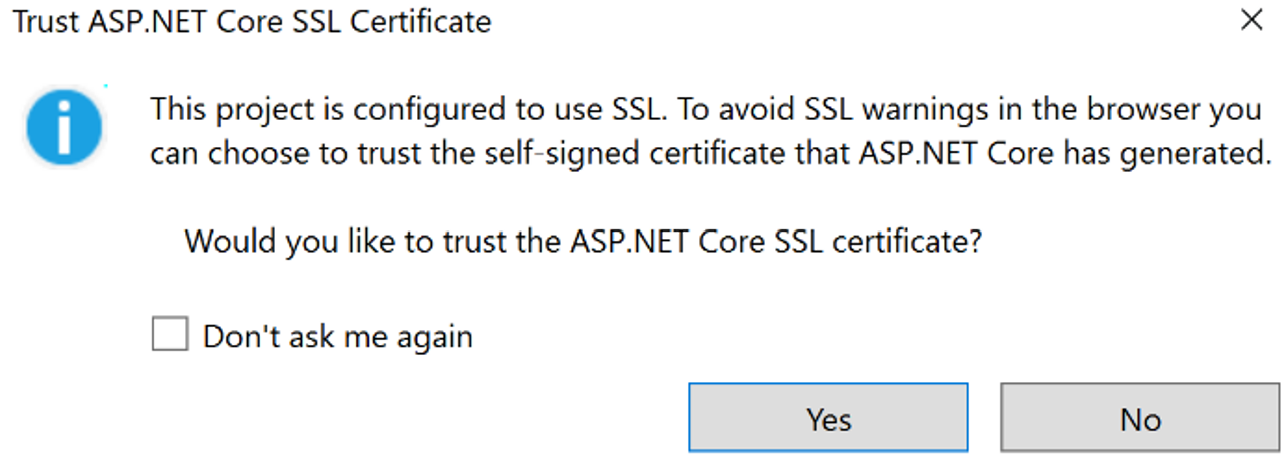 Trust ASP.NET Core SSL Certificate
This project is configured to use SSL. To avoid SSL warnings in the browser you
can choose to trust the self-signed certificate that ASP.NET Core has generated.
Would you like to trust the ASP.NET Core SSL certificate?
Don't ask me again
Yes No